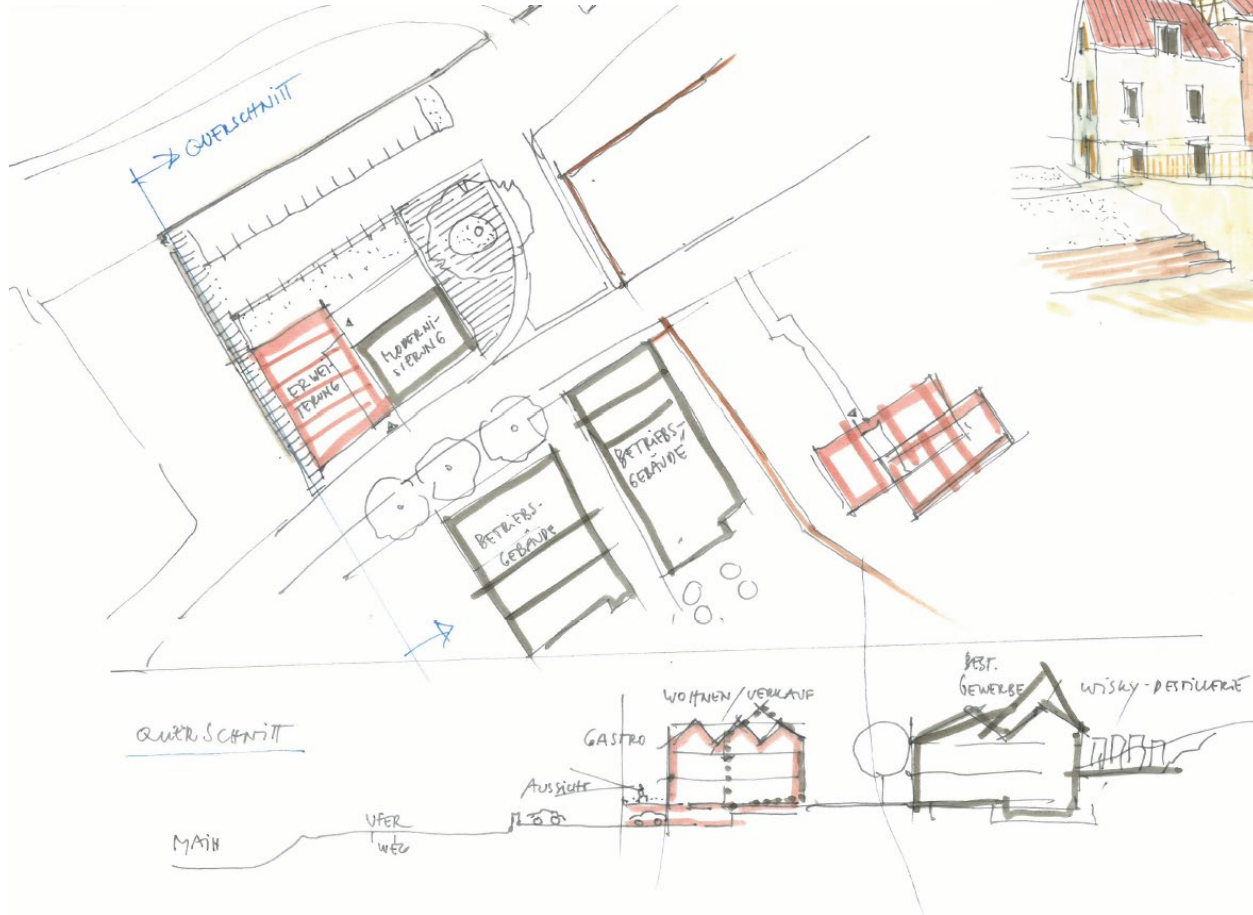 QUERSCHNITT
ERWEI-
TERUNG
MODERNI-
SIERUNG
BETRIEBS-
GEBÄUDE
BETRIEBS-
GEBÄUDE
QUERSCHNITT
WOHNEN/VERKAUF
GASTRO
AUSSICHT
MAIN
UFER
WEG
BEST.
GEWERBE
WISKY-DESTILLERIE